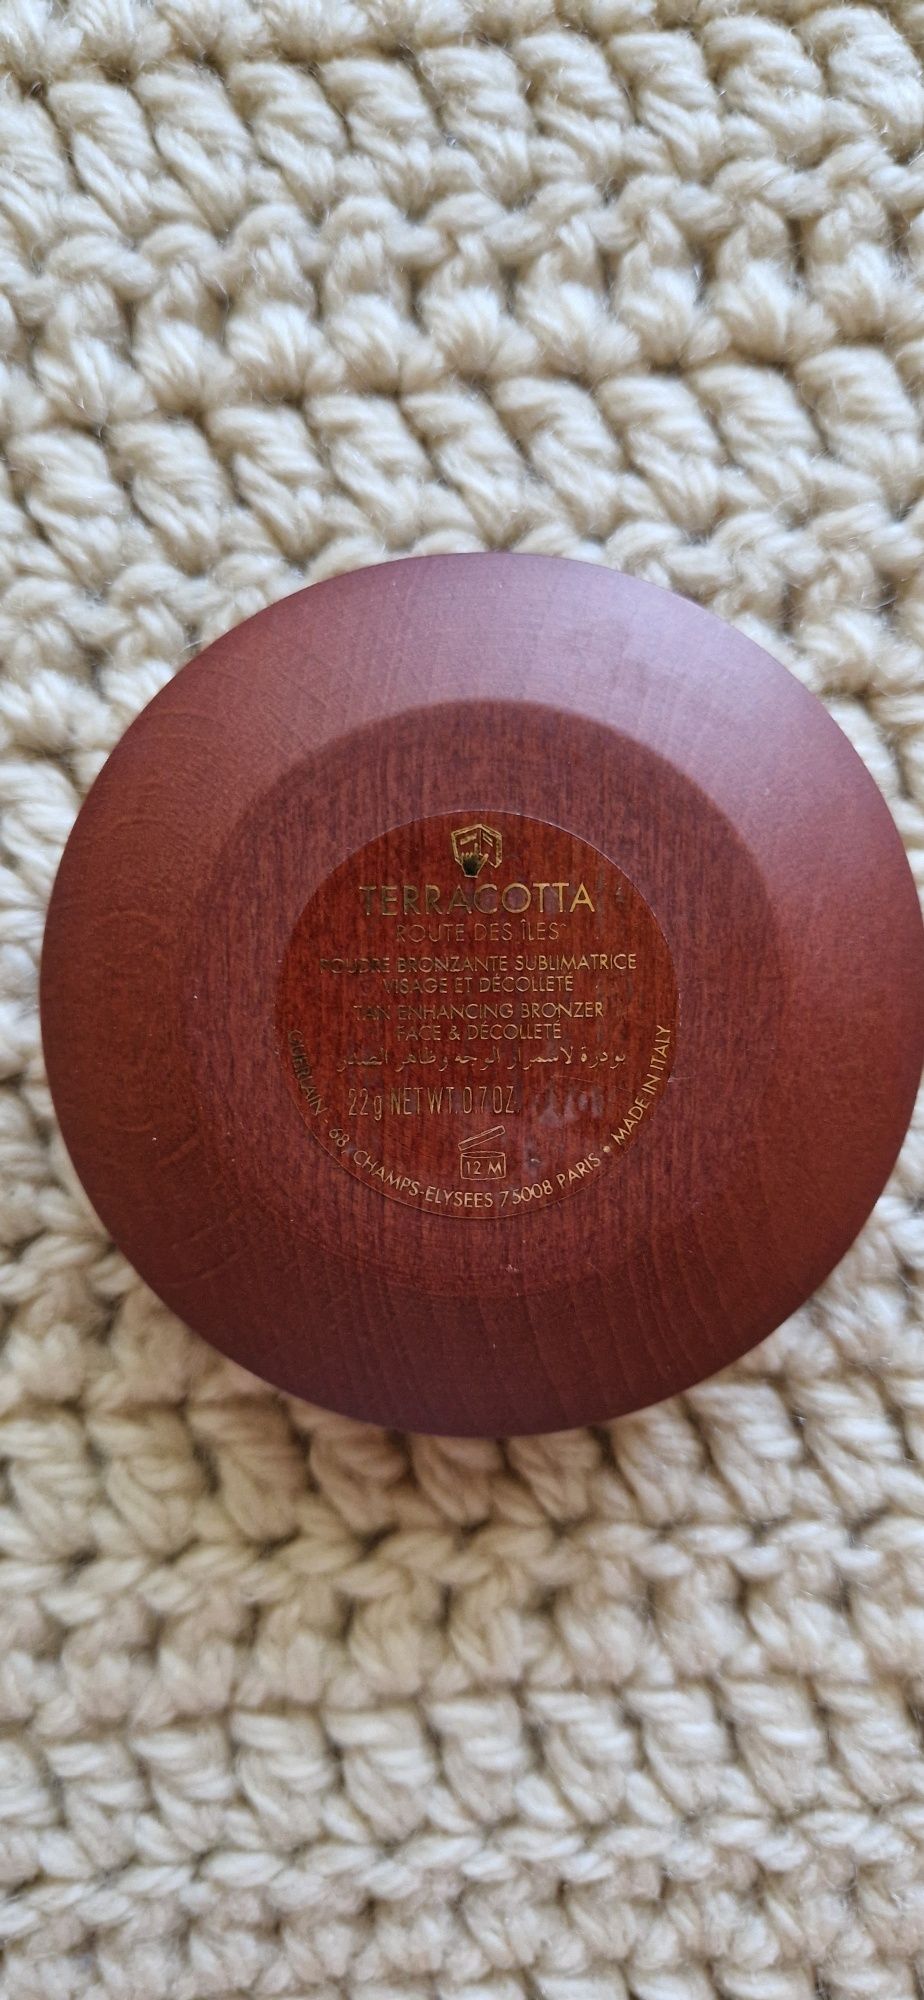 TERRACOTTA
ROUTE DES ÎLES
POUDRE BRONZANTE SUBLIMATRICE
VISAGE ET DÉCOLLETÉ
TAN ENHANCING BRONZER
FACE & DÉCOLLETÉ
بودرة لاسمرار الوجه وظاهر الصدر
22g NET WT. 0.7 OZ.
12 M
GUERLAIN - 68, CHAMPS-ELYSEES 75008 PARIS • MADE IN ITALY